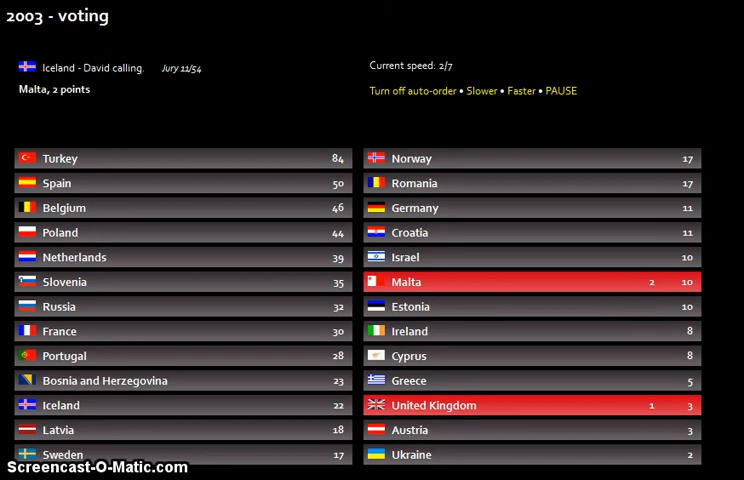 2003 - voting
Iceland - David calling. Jury 11/54
Malta, 2 points
Current speed: 2/7
Turn off auto-order • Slower • Faster • PAUSE
Turkey 84
Spain 50
Belgium 46
Poland 44
Netherlands 39
Slovenia 35
Russia 32
France 30
Portugal 28
Bosnia and Herzegovina 23
Iceland 22
Latvia 18
Sweden 17
Norway 17
Romania 17
Germany 11
Croatia 11
Israel 10
Malta 2 10
Estonia 10
Ireland 8
Cyprus 8
Greece 5
United Kingdom 1 3
Austria 3
Ukraine 2
Screencast-O-Matic.com